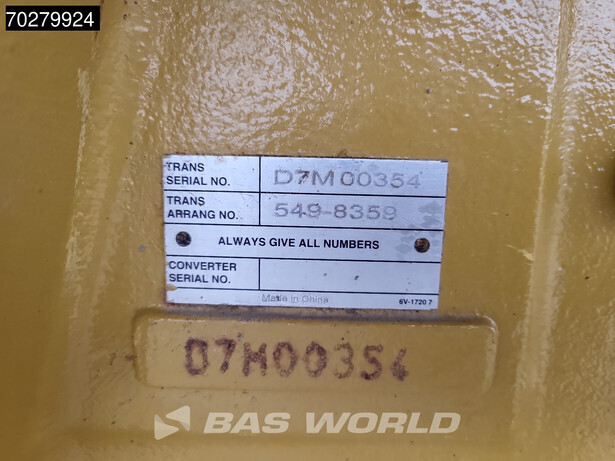 70279924
TRANS
SERIAL NO. D7M00354
TRANS
ARRANG NO. 549-8359
ALWAYS GIVE ALL NUMBERS
CONVERTER
SERIAL NO.
Made in China 6V-1720 7
D7M00354
BAS WORLD